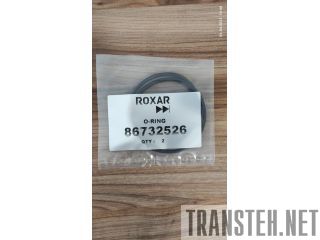 ROXAR
O-RING
86732526
QTY : 2
TRANSTEH.NET